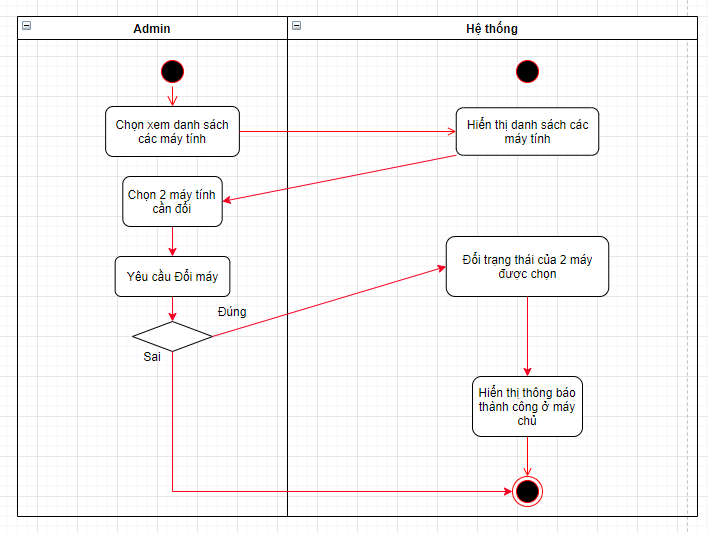 Admin
Hệ thống
Chọn xem danh sách
các máy tính
Hiển thị danh sách các
máy tính
Chọn 2 máy tính
cần đổi
Yêu cầu Đổi máy
Đổi trạng thái của 2 máy
được chọn
Đúng
Sai
Hiển thị thông báo
thành công ở máy
chủ